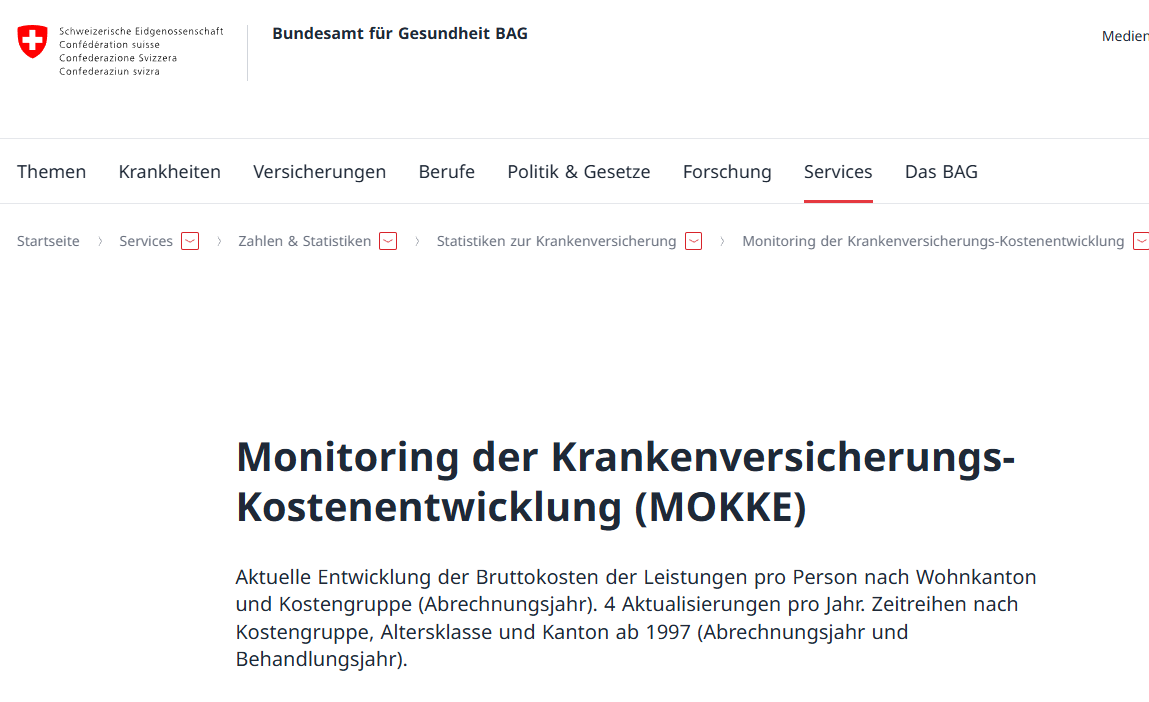 Schweizerische Eidgenossenschaft
Confédération suisse
Confederazione Svizzera
Confederaziun svizra
Bundesamt für Gesundheit BAG
Medien
Themen Krankheiten Versicherungen Berufe Politik & Gesetze Forschung Services Das BAG
Startseite Services Zahlen & Statistiken Statistiken zur Krankenversicherung Monitoring der Krankenversicherungs-Kostenentwicklung
Monitoring der Krankenversicherungs-
Kostenentwicklung (MOKKE)
Aktuelle Entwicklung der Bruttokosten der Leistungen pro Person nach Wohnkanton
und Kostengruppe (Abrechnungsjahr). 4 Aktualisierungen pro Jahr. Zeitreihen nach
Kostengruppe, Altersklasse und Kanton ab 1997 (Abrechnungsjahr und
Behandlungsjahr).